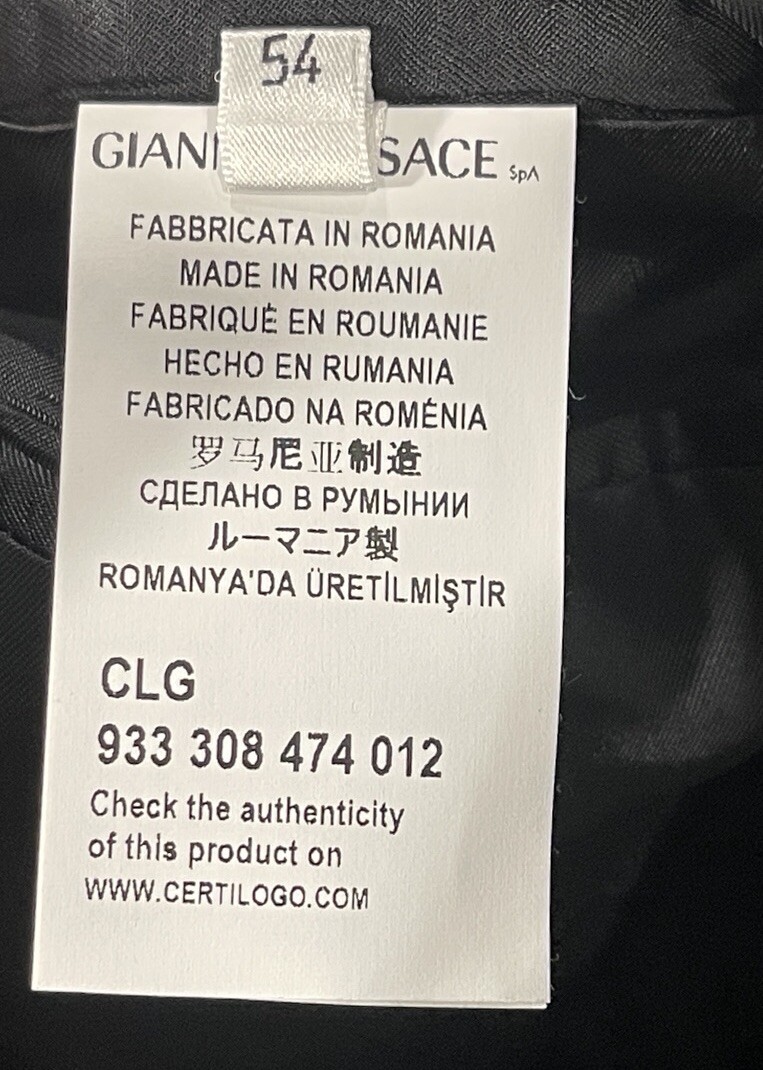 54
GIAN SACE SpA
FABBRICATA IN ROMANIA
MADE IN ROMANIA
FABRIQUÉ EN ROUMANIE
HECHO EN RUMANIA
FABRICADO NA ROMÉNIA
罗马尼亚制造
СДЕЛАНО В РУМЫНИИ
ルーマニア製
ROMANYA'DA ÜRETİLMİŞTİR
CLG
933 308 474 012
Check the authenticity
of this product on
WWW.CERTILOGO.COM